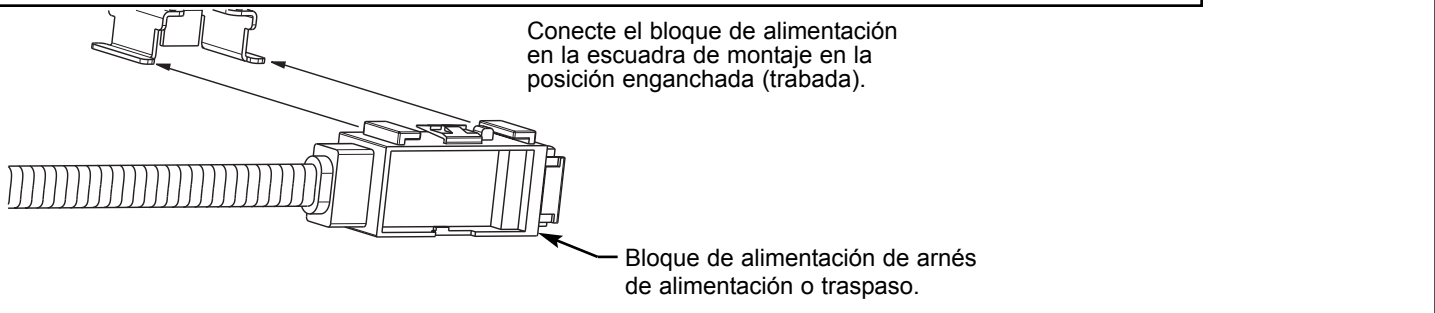 Conecte el bloque de alimentación
en la escuadra de montaje en la
posición enganchada (trabada).
Bloque de alimentación de arnés
de alimentación o traspaso.